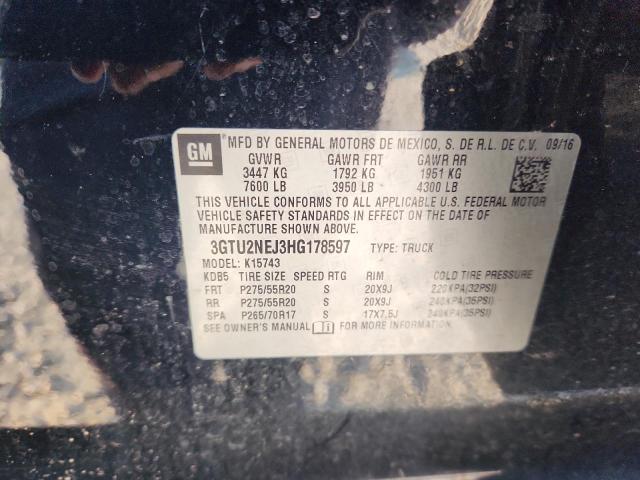 GM
MFD BY GENERAL MOTORS DE MEXICO, S. DE R.L. DE C.V. 09/16
GVWR GAWR FRT GAWR RR
3447 KG 1792 KG 1951 KG
7600 LB 3950 LB 4300 LB
THIS VEHICLE CONFORMS TO ALL APPLICABLE U.S. FEDERAL MOTOR
VEHICLE SAFETY STANDARDS IN EFFECT ON THE DATE OF
MANUFACTURE SHOWN ABOVE.
3GTU2NEJ3HG178597 TYPE: TRUCK
MODEL: K15743
KDB5 TIRE SIZE SPEED RTG RIM COLD TIRE PRESSURE
FRT P275/55R20 S 20X9J 220KPA(32PSI)
RR P275/55R20 S 20X9J 240KPA(35PSI)
SPA P265/70R17 S 17X7.5J 240KPA(35PSI)
SEE OWNER'S MANUAL FOR MORE INFORMATION.